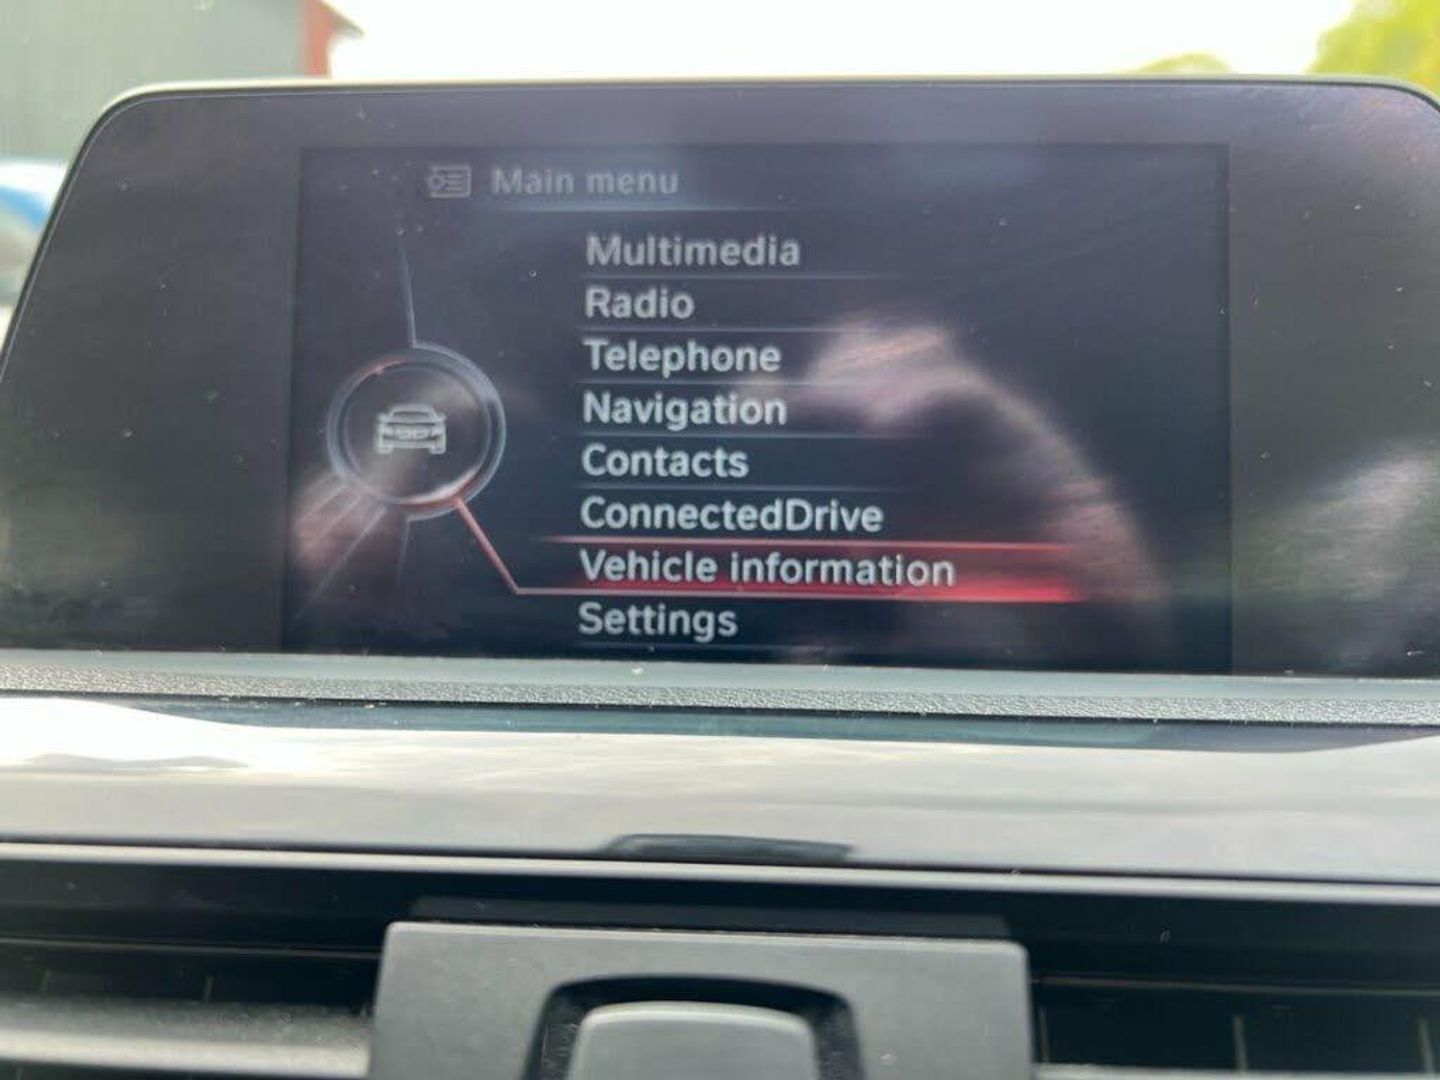 Main menu
Multimedia
Radio
Telephone
Navigation
Contacts
ConnectedDrive
Vehicle information
Settings